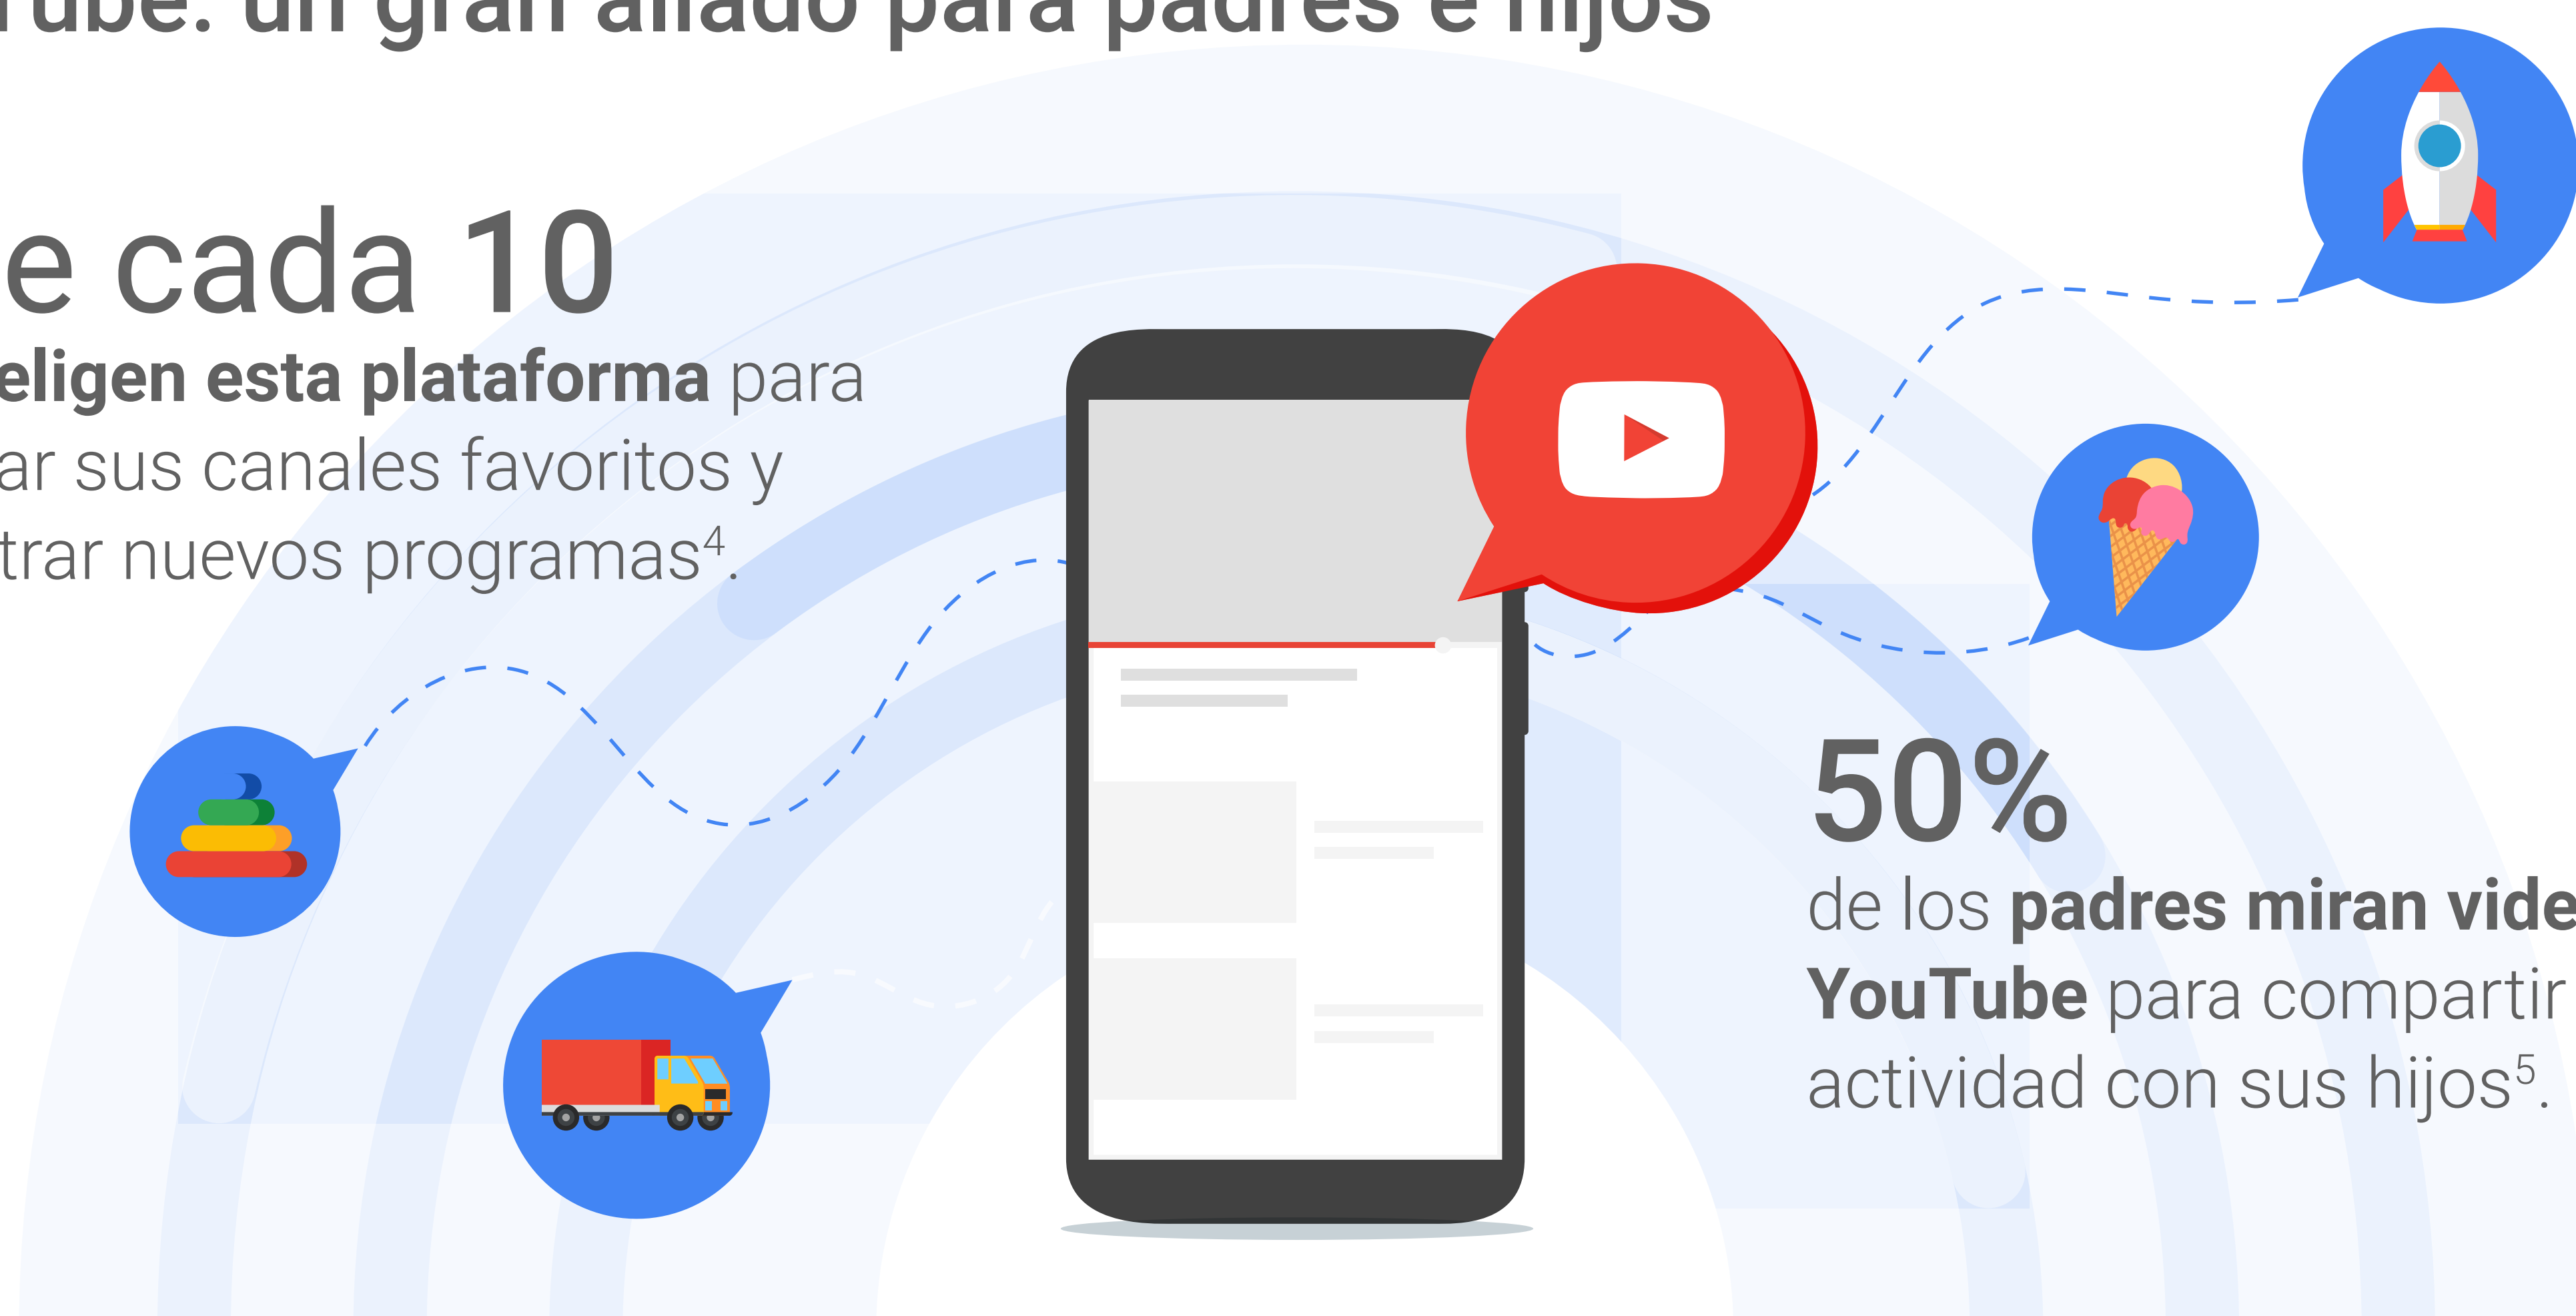 Tube: un gran aliado para padres e hijos
e cada 10
eligen esta plataforma para
ar sus canales favoritos y
trar nuevos programas⁴.
50%
de los padres miran vide
YouTube para compartir
actividad con sus hijos⁵.